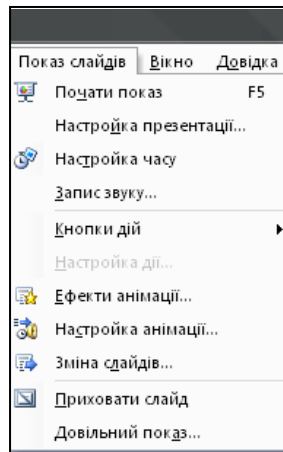 Показ слайдів Вікно Довідка
Почати показ F5
Настройка презентації...
Настройка часу
Запис звуку...
Кнопки дій
Настройка дії...
Ефекти анімації...
Настройка анімації...
Зміна слайдів...
Приховати слайд
Довільний показ...